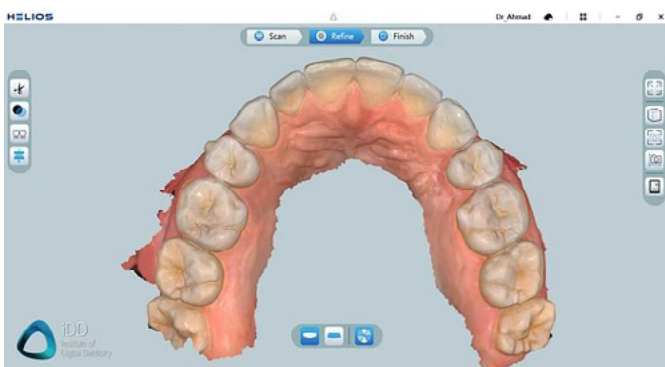 HELIOS
Dr_Ahmad
Scan
Refine
Finish
iDD
Institute of
Digital Dentistry